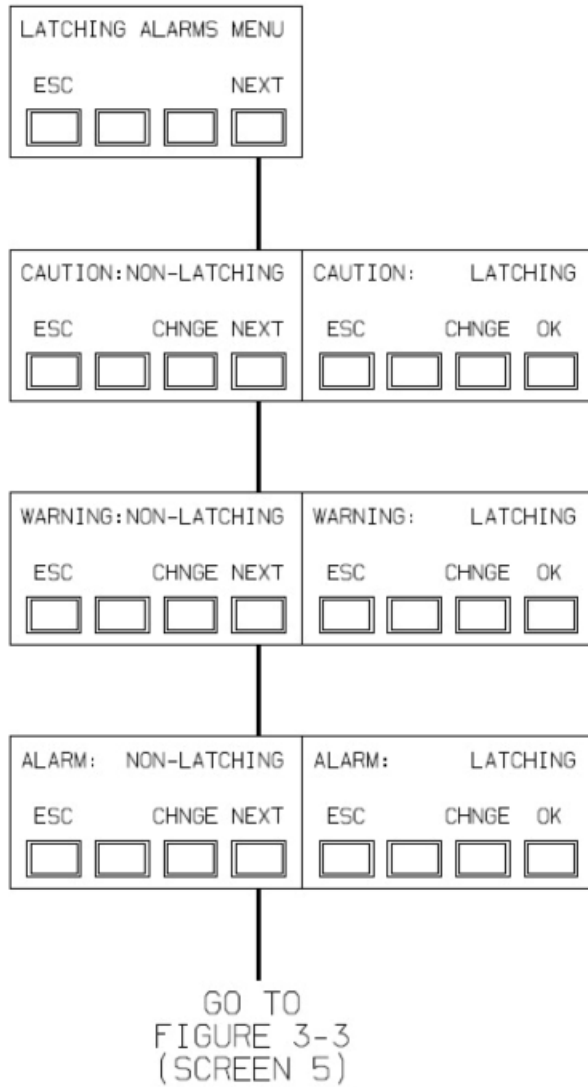 LATCHING ALARMS MENU
ESC NEXT
CAUTION:NON-LATCHING
ESC CHNGE NEXT
CAUTION: LATCHING
ESC CHNGE OK
WARNING:NON-LATCHING
ESC CHNGE NEXT
WARNING: LATCHING
ESC CHNGE OK
ALARM: NON-LATCHING
ESC CHNGE NEXT
ALARM: LATCHING
ESC CHNGE OK
GO TO
FIGURE 3-3
(SCREEN 5)